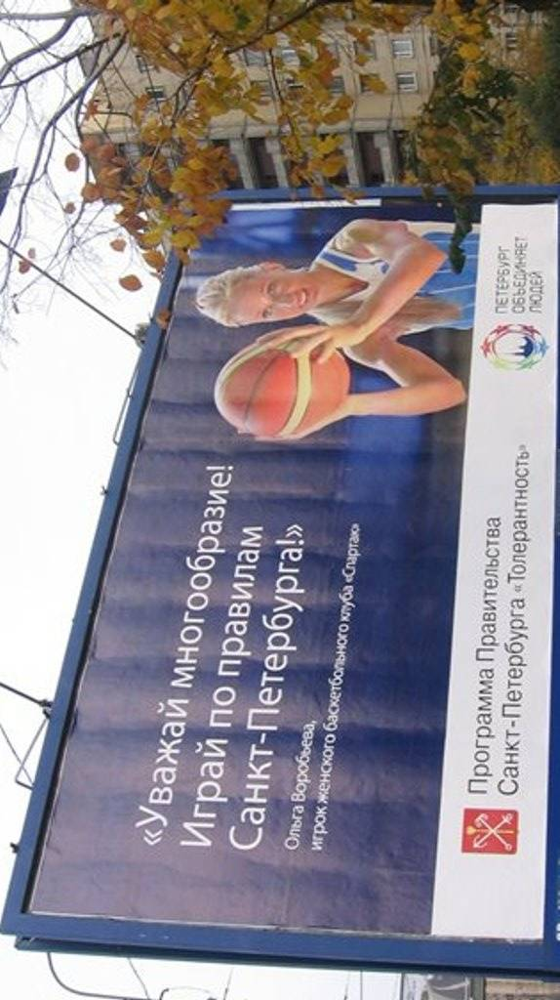 «Уважай многообразие!
Играй по правилам
Санкт-Петербурга!»
Ольга Воробьева,
игрок женского баскетбольного клуба «Спартак»
Программа Правительства
Санкт-Петербурга «Толерантность»
ПЕТЕРБУРГ
ОБЪЕДИНЯЕТ
ЛЮДЕЙ